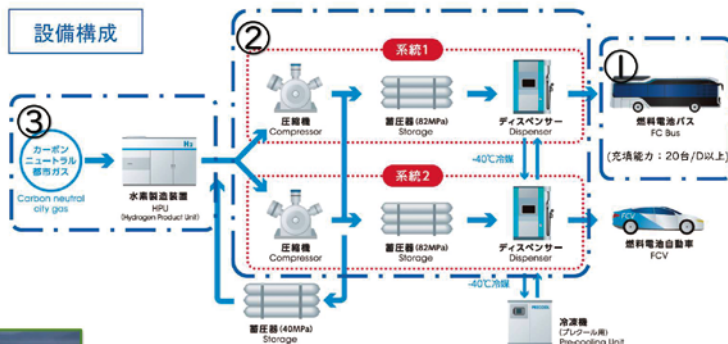 設備構成
②
系統1
圧縮機
Compressor
蓄圧器(82MPa)
Storage
ディスペンサー
Dispenser
①
燃料電池バス
FC Bus
(充填能力：20台/D以上)
③
カーボン
ニュートラル
都市ガス
Carbon neutral
city gas
H2
水素製造装置
HPU
(Hydrogen Product Unit)
-40℃冷媒
系統2
圧縮機
Compressor
蓄圧器(82MPa)
Storage
ディスペンサー
Dispenser
FCV
燃料電池自動車
FCV
-40℃冷媒
蓄圧器(40MPa)
Storage
冷凍機
(プレクール用)
Pre-cooling Unit